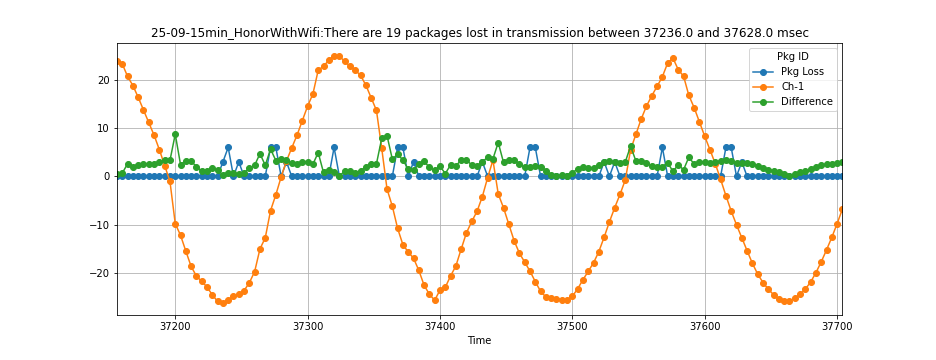 25-09-15min_HonorWithWifi:There are 19 packages lost in transmission between 37236.0 and 37628.0 msec
Pkg ID
Pkg Loss
Ch-1
Difference
20
10
0
−10
−20
37200 37300 37400 37500 37600 37700
Time